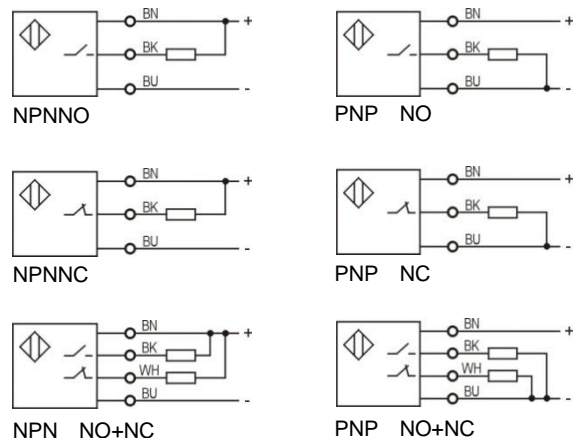 BN +
BK
BU -
NPNNO
BN +
BK
BU -
PNP NO
BN +
BK
BU -
NPNNC
BN +
BK
BU -
PNP NC
BN +
BK
WH
BU -
NPN NO+NC
BN +
BK
WH
BU -
PNP NO+NC